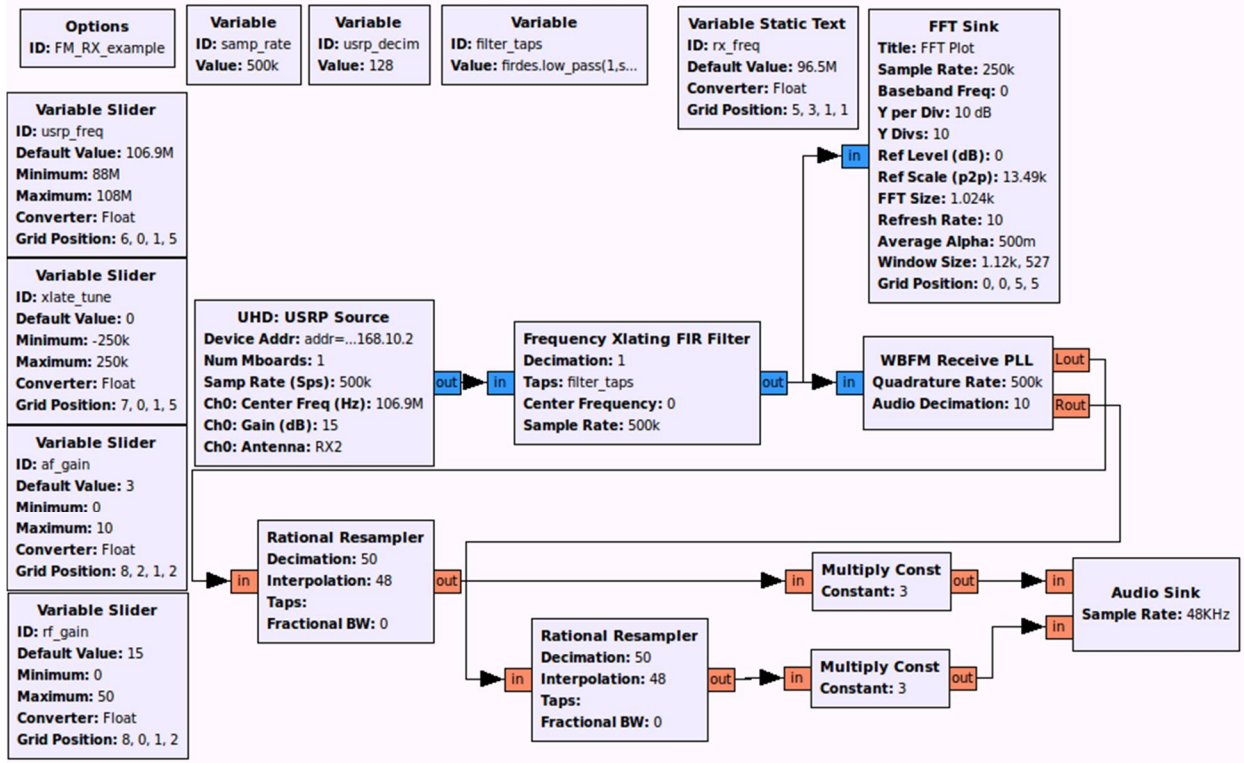 Options
ID: FM_RX_example
Variable
ID: samp_rate
Value: 500k
Variable
ID: usrp_decim
Value: 128
Variable
ID: filter_taps
Value: firdes.low_pass(1,s...
Variable Static Text
ID: rx_freq
Default Value: 96.5M
Converter: Float
Grid Position: 5, 3, 1, 1
FFT Sink
Title: FFT Plot
Sample Rate: 250k
Baseband Freq: 0
Y per Div: 10 dB
Y Divs: 10
Ref Level (dB): 0
Ref Scale (p2p): 13.49k
FFT Size: 1.024k
Refresh Rate: 10
Average Alpha: 500m
Window Size: 1.12k, 527
Grid Position: 0, 0, 5, 5
in
Variable Slider
ID: usrp_freq
Default Value: 106.9M
Minimum: 88M
Maximum: 108M
Converter: Float
Grid Position: 6, 0, 1, 5
Variable Slider
ID: xlate_tune
Default Value: 0
Minimum: -250k
Maximum: 250k
Converter: Float
Grid Position: 7, 0, 1, 5
Variable Slider
ID: af_gain
Default Value: 3
Minimum: 0
Maximum: 10
Converter: Float
Grid Position: 8, 2, 1, 2
Variable Slider
ID: rf_gain
Default Value: 15
Minimum: 0
Maximum: 50
Converter: Float
Grid Position: 8, 0, 1, 2
UHD: USRP Source
Device Addr: addr=...168.10.2
Num Mboards: 1
Samp Rate (Sps): 500k
Ch0: Center Freq (Hz): 106.9M
Ch0: Gain (dB): 15
Ch0: Antenna: RX2
out
in
Frequency Xlating FIR Filter
Decimation: 1
Taps: filter_taps
Center Frequency: 0
Sample Rate: 500k
out
in
WBFM Receive PLL
Quadrature Rate: 500k
Audio Decimation: 10
Lout
Rout
in
Rational Resampler
Decimation: 50
Interpolation: 48
Taps:
Fractional BW: 0
out
in
Multiply Const
Constant: 3
out
in
Rational Resampler
Decimation: 50
Interpolation: 48
Taps:
Fractional BW: 0
out
in
Multiply Const
Constant: 3
out
in
in
Audio Sink
Sample Rate: 48KHz